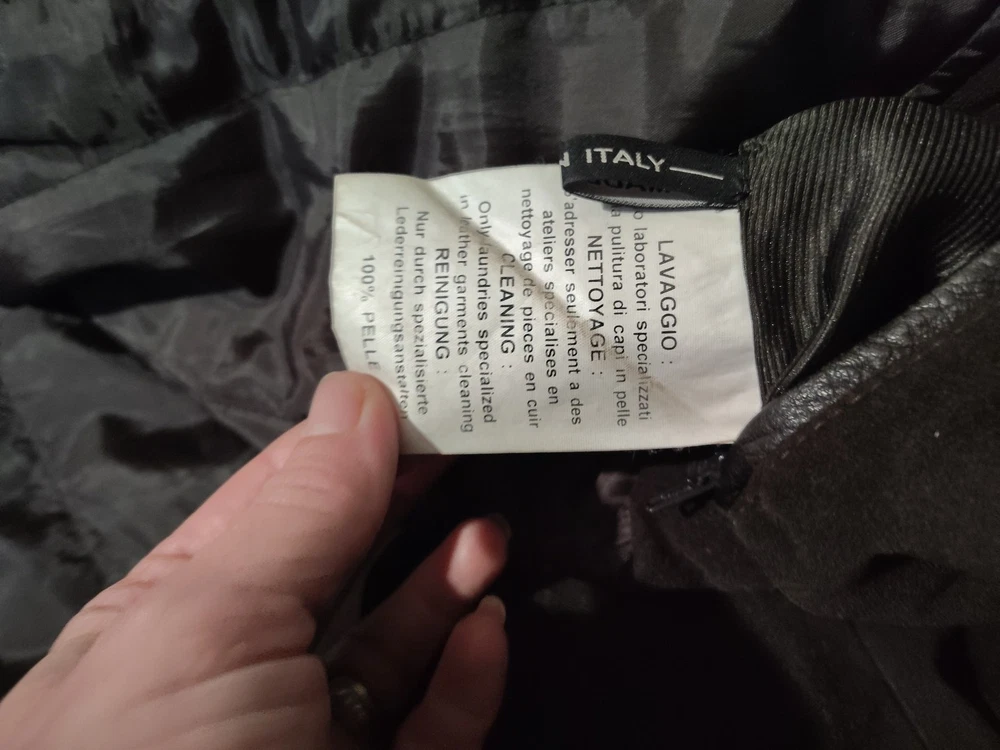 ITALY
LAVAGGIO :
laboratori specializzati
pulitura di capi in pelle
NETTOYAGE :
s'adresser seulement a des
ateliers specialises en
nettoyage de pieces en cuir
CLEANING :
Only laundries specialized
in leather garments cleaning
REINIGUNG :
Nur durch spezialisierte
Lederreinigungsanstalten
100% PELLE